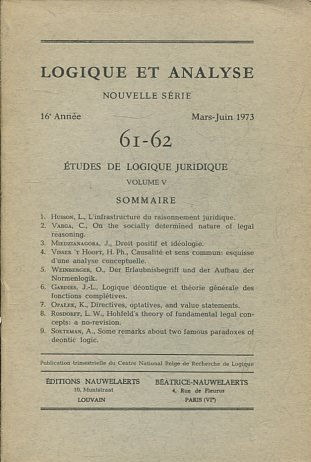 LOGIQUE ET ANALYSE
NOUVELLE SÉRIE
16e Année Mars-Juin 1973
61-62
ÉTUDES DE LOGIQUE JURIDIQUE
VOLUME V
SOMMAIRE
1. Husson, L., L'infrastructure du raisonnement juridique.
2. Varga, C., On the socially determined nature of legal
reasoning.
3. Miedzianagora, J., Droit positif et idéologie.
4. Visser 't Hooft, H. Ph., Causalité et sens commun: esquisse
d'une analyse conceptuelle.
5. Weinberger, O., Der Erlaubnisbegriff und der Aufbau der
Normenlogik.
6. Gardies, J.-L., Logique déontique et théorie générale des
fonctions complétives.
7. Opalek, K., Directives, optatives, and value statements.
8. Rosdorff, L. W., Hohfeld's theory of fundamental legal con-
cepts: a no-revision.
9. Soeteman, A., Some remarks about two famous paradoxes of
deontic logic.
Publication trimestrielle du Centre National Belge de Recherche de Logique
ÉDITIONS NAUWELAERTS BÉATRICE-NAUWELAERTS
10, Muntstraat 4, Rue de Fleurus
LOUVAIN PARIS (VIe)